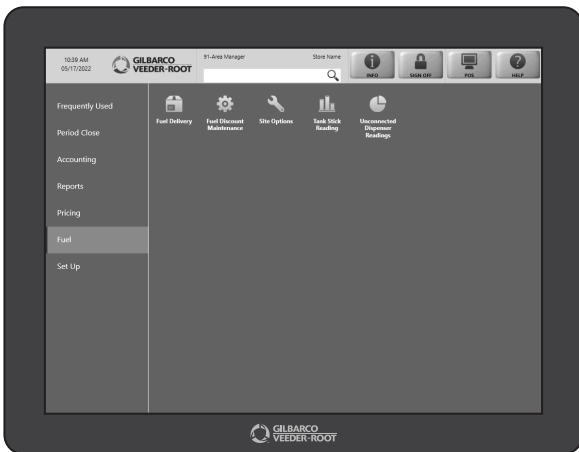 10:39 AM
05/17/2022
GILBARCO
VEEDER-ROOT
91-Area Manager
Store Name
INFO
SIGN OFF
POS
HELP
Frequently Used
Period Close
Accounting
Reports
Pricing
Fuel
Set Up
Fuel Delivery
Fuel Discount
Maintenance
Site Options
Tank Stick
Reading
Unconnected
Dispenser
Readings
GILBARCO
VEEDER-ROOT